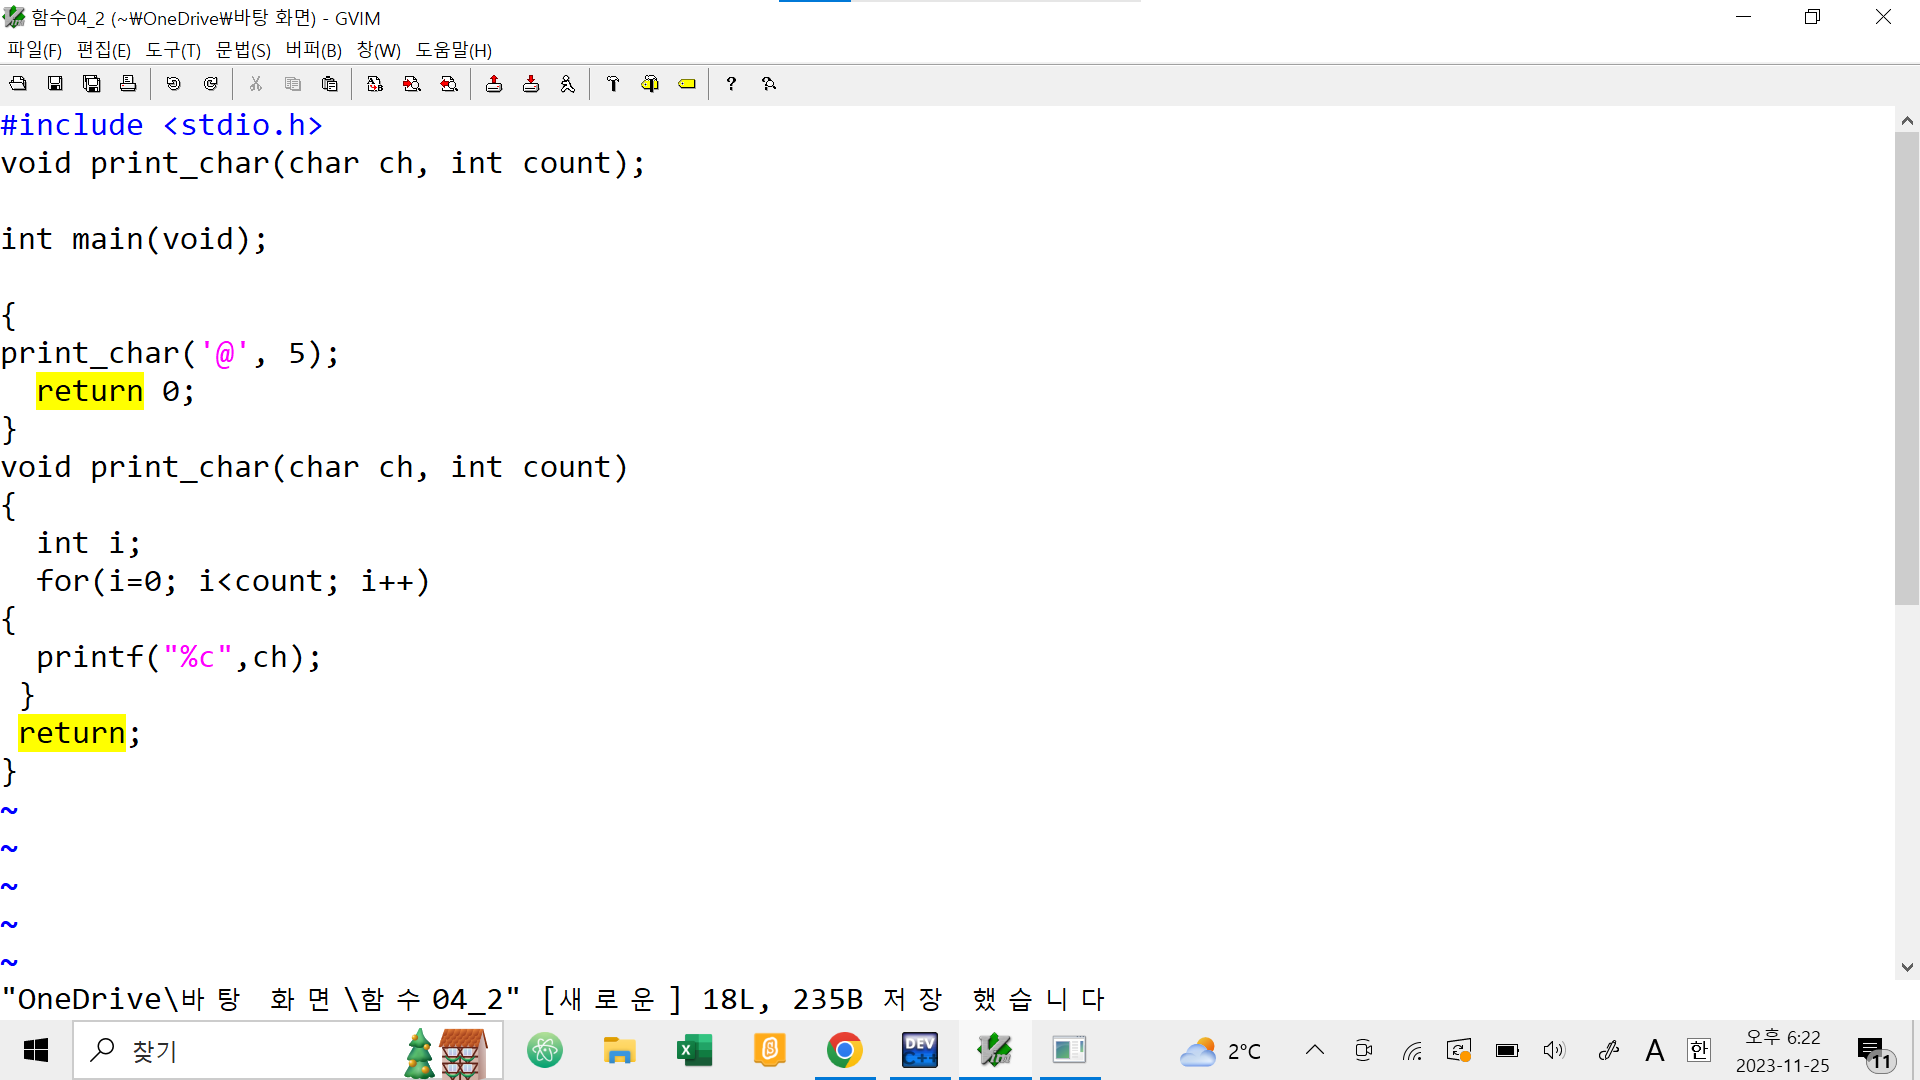 함수04_2 (~₩OneDrive₩바탕 화면) - GVIM
파일(F) 편집(E) 도구(T) 문법(S) 버퍼(B) 창(W) 도움말(H)
#include <stdio.h>
void print_char(char ch, int count);
int main(void);
{
print_char('@', 5);
  return 0;
}
void print_char(char ch, int count)
{
  int i;
  for(i=0; i<count; i++)
{
  printf("%c",ch);
 }
 return;
}
~
~
~
~
~
"OneDrive\바탕 화면\함수04_2" [새로운] 18L, 235B 저장 했습니다
찾기
DEV C++
2°C
A
한
오후 6:22
2023-11-25
11